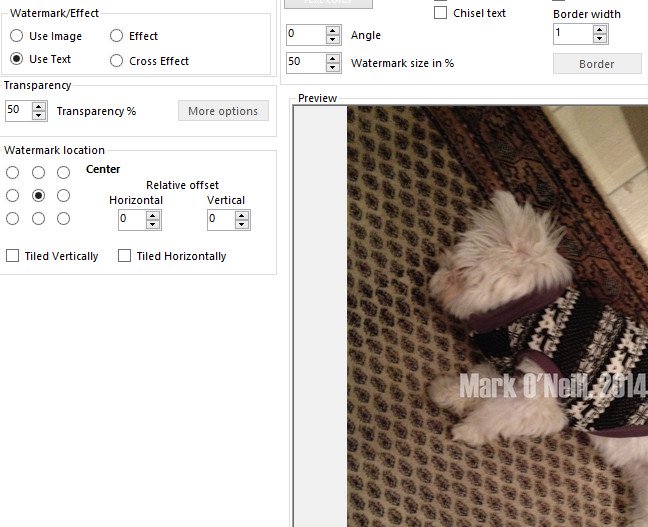 Chisel text
Border width
1
0 Angle
50 Watermark size in %
Border
Watermark/Effect
Use Image
Effect
Use Text
Cross Effect
Transparency
50 Transparency %
More options
Watermark location
Center
Relative offset
Horizontal
Vertical
0
0
Tiled Vertically
Tiled Horizontally
Preview
Mark O'Neill, 2014